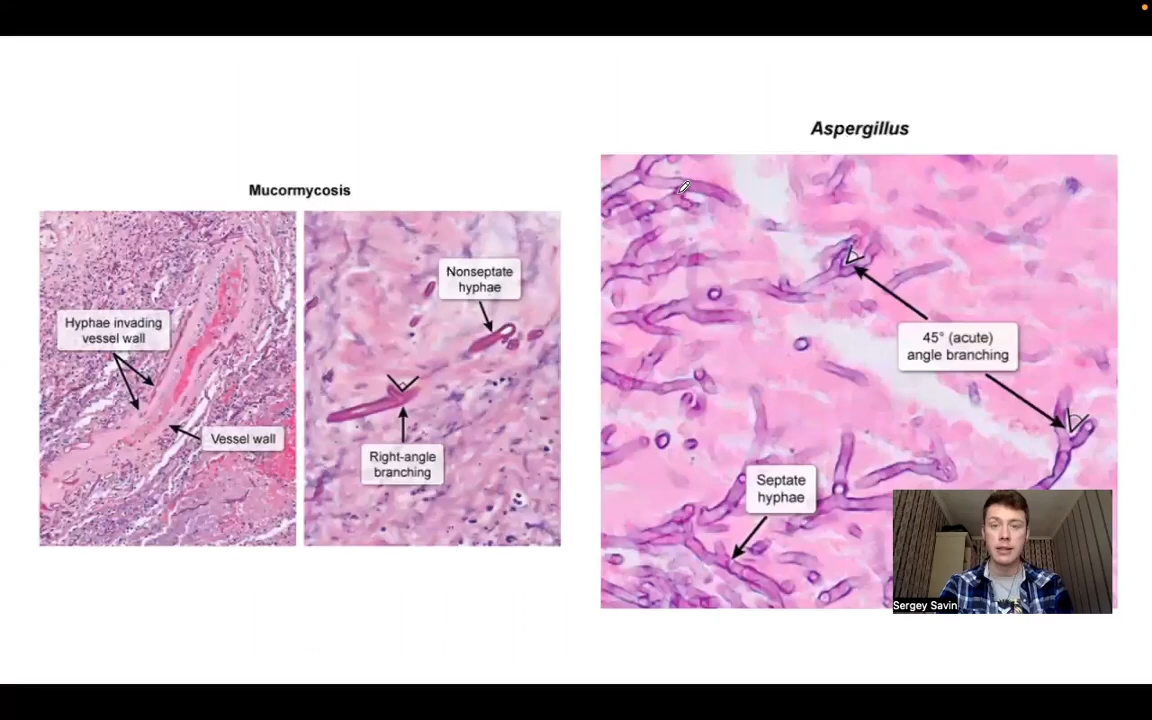 Mucormycosis
Hyphae invading
vessel wall
Vessel wall
Nonseptate
hyphae
Right-angle
branching
Aspergillus
45° (acute)
angle branching
Septate
hyphae
Sergey Savin